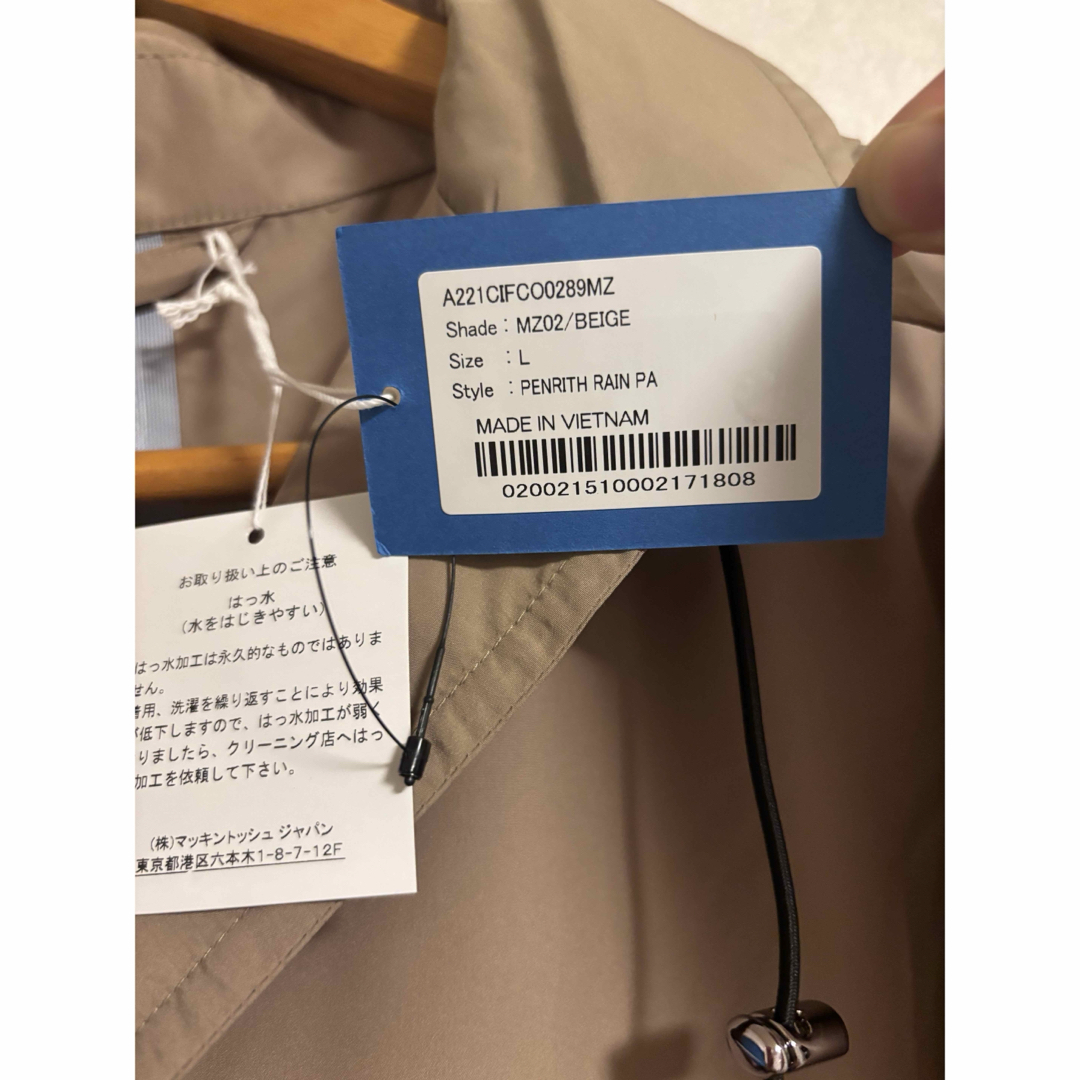 A221CIFCO0289MZ
Shade : MZ02/BEIGE
Size : L
Style : PENRITH RAIN PA
MADE IN VIETNAM
020021510002171808
お取り扱い上のご注意
はっ水
(水をはじきやすい)
はっ水加工は永久的なものではありま
せん。
着用、洗濯を繰り返すことにより効果
が低下しますので、はっ水加工が弱く
りましたら、クリーニング店へはっ
加工を依頼して下さい。
(株)マッキントッシュ ジャパン
東京都港区六本木1-8-7-12F